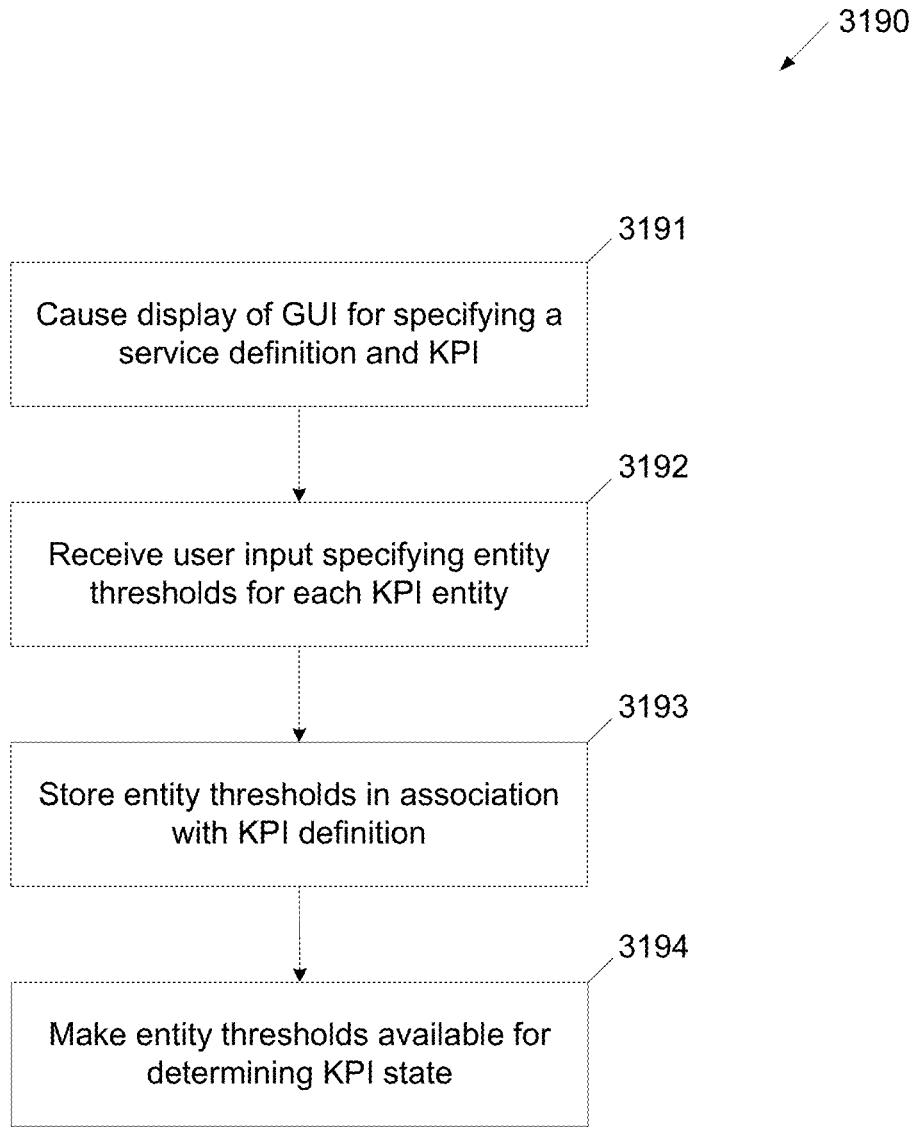 3190
3191
Cause display of GUI for specifying a
service definition and KPI
3192
Receive user input specifying entity
thresholds for each KPI entity
3193
Store entity thresholds in association
with KPI definition
3194
Make entity thresholds available for
determining KPI state